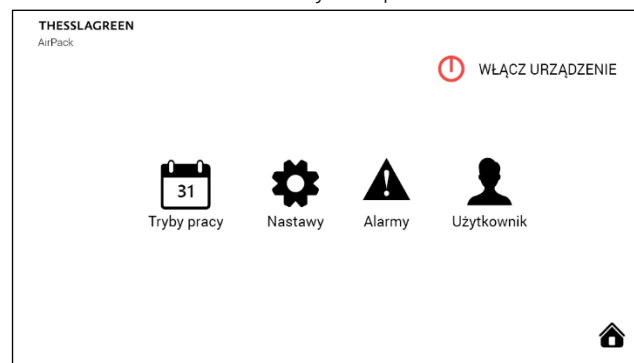 THESSLAGREEN
AirPack
WŁĄCZ URZĄDZENIE
31
Tryby pracy
Nastawy
Alarmy
Użytkownik